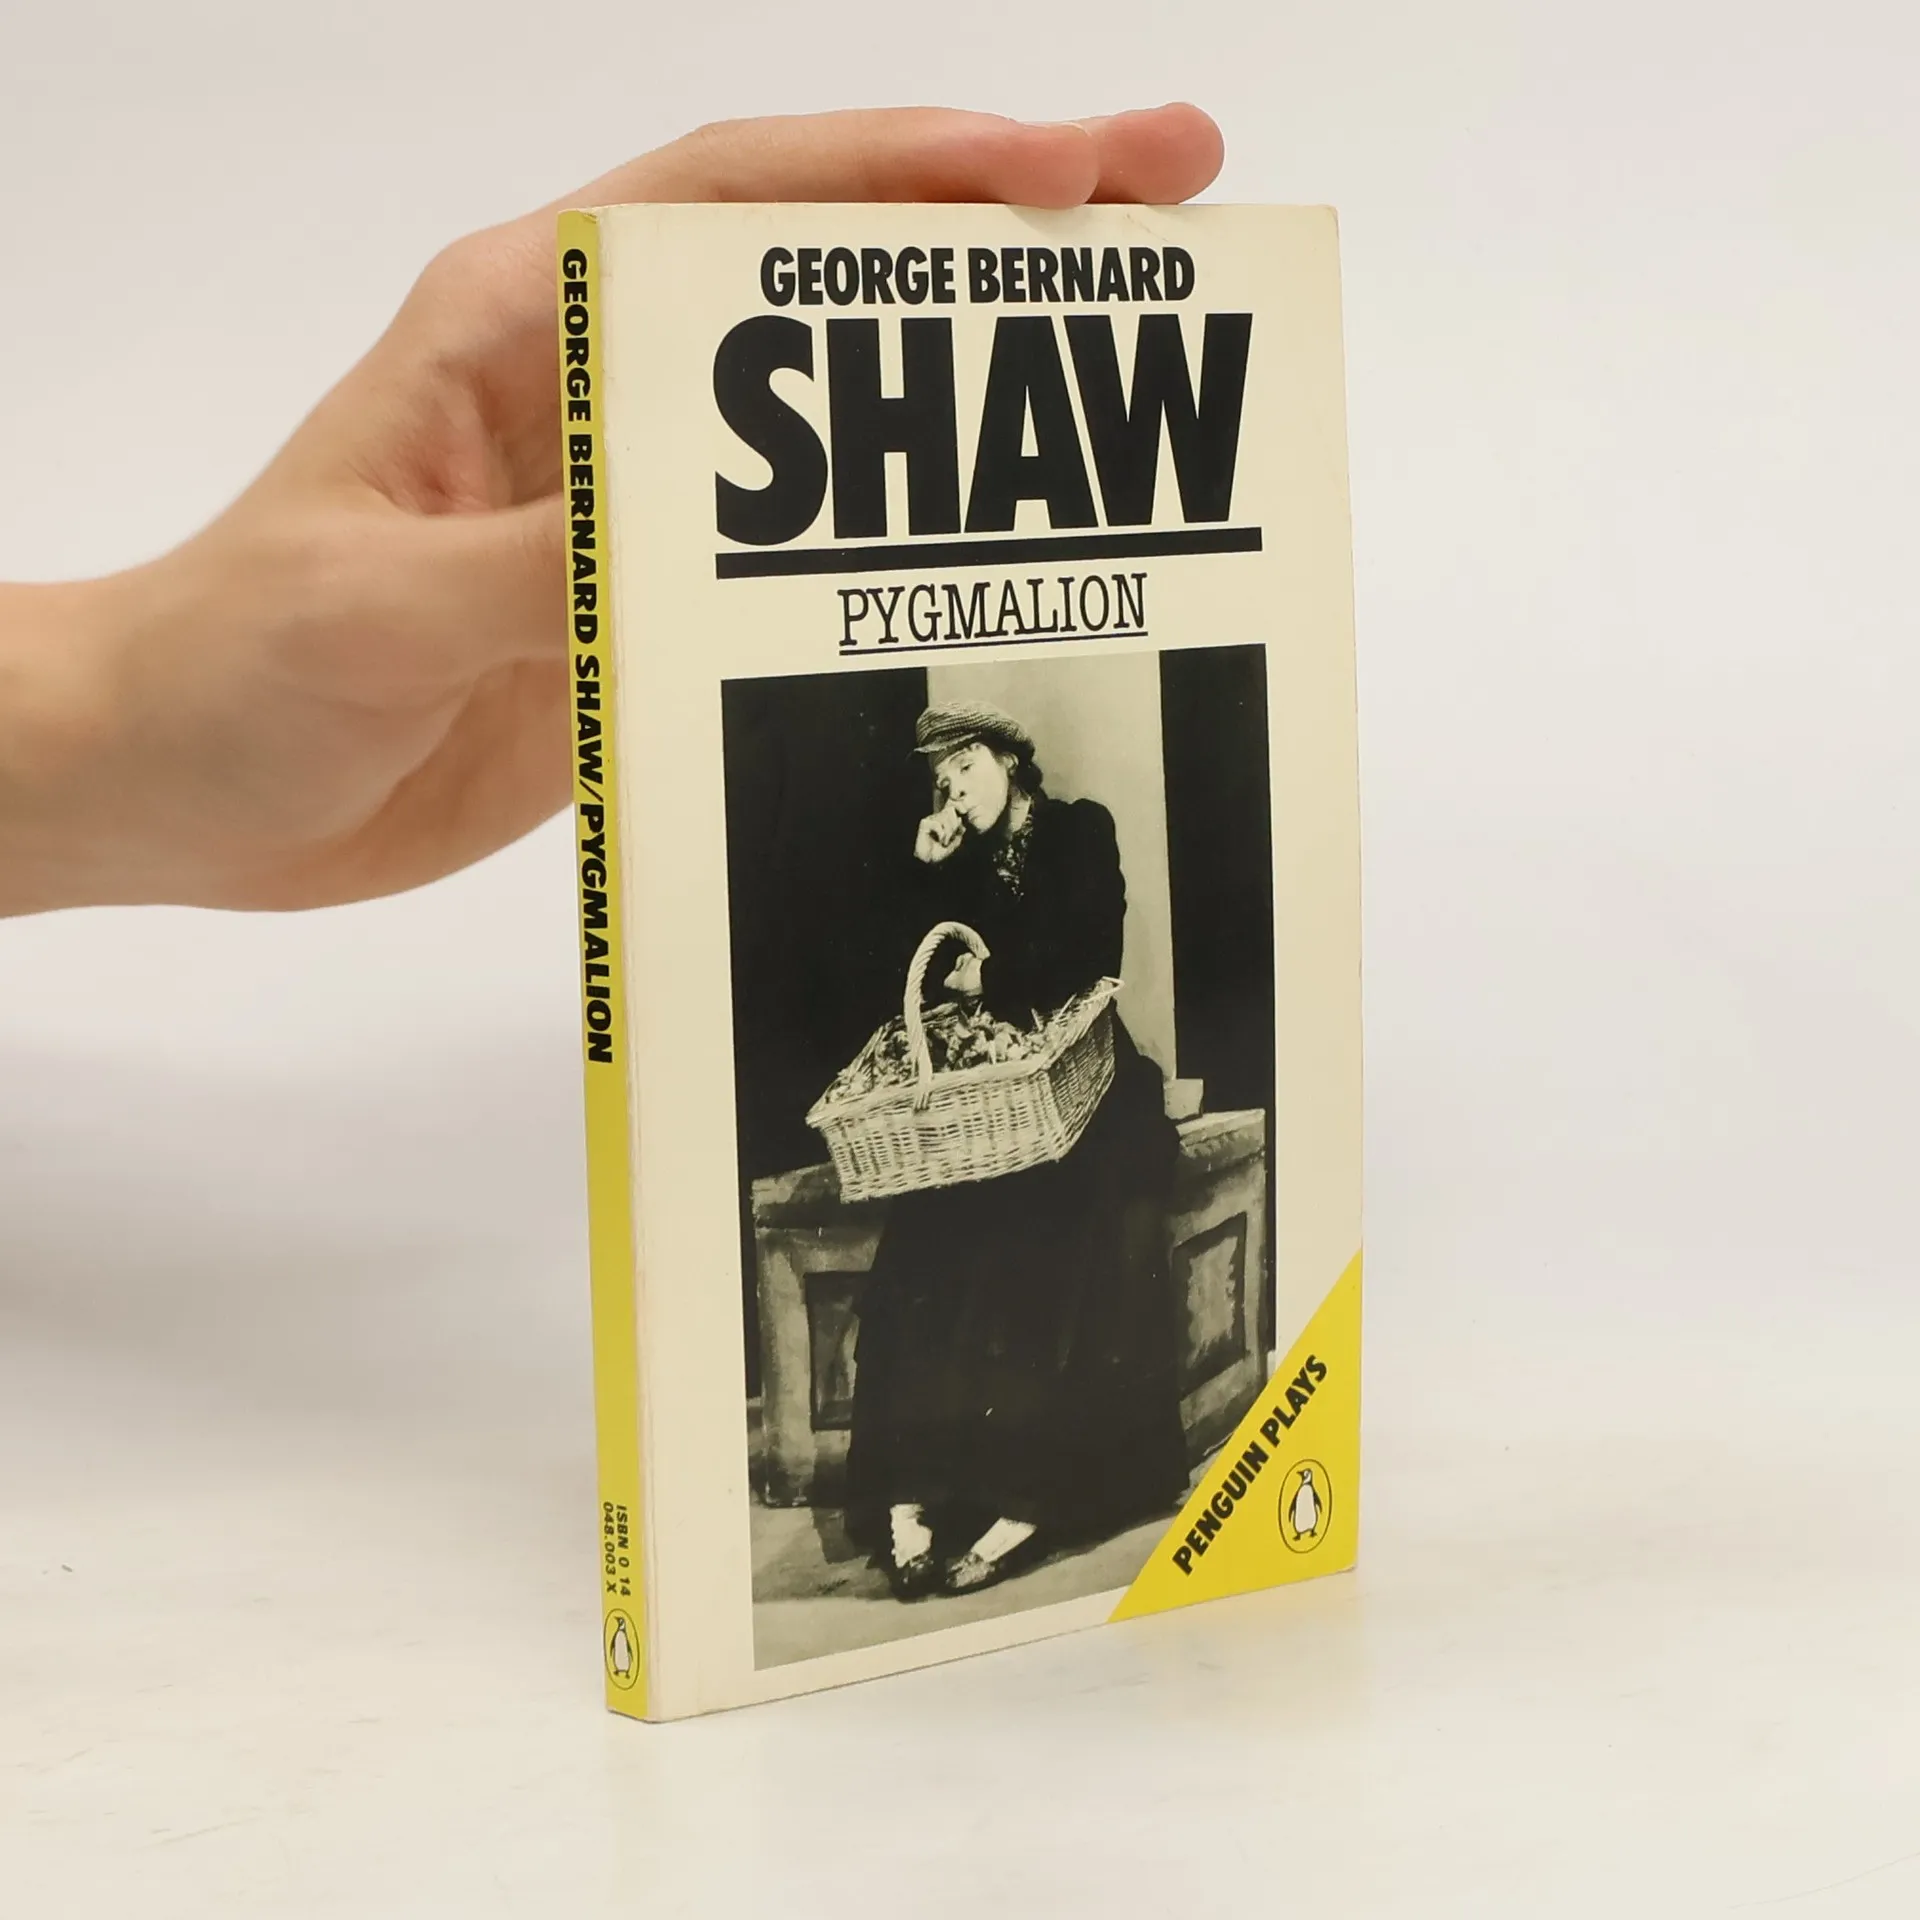 GEORGE BERNARD
SHAW
PYGMALION
PENGUIN PLAYS
GEORGE BERNARD SHAW/PYGMALION
ISBN 0 14
048.003 X